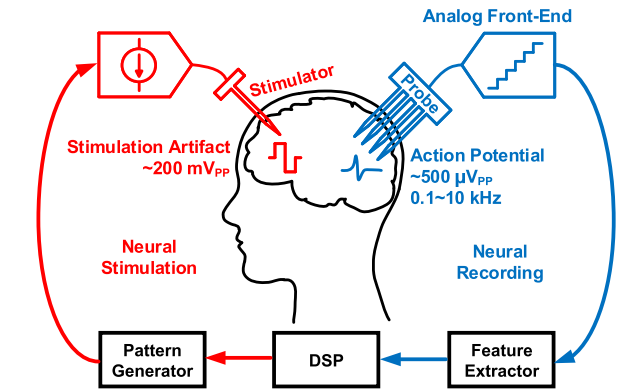 Analog Front-End
Stimulator
Probe
Stimulation Artifact
~200 mVPP
Action Potential
~500 µVPP
0.1~10 kHz
Neural
Stimulation
Neural
Recording
Pattern
Generator
DSP
Feature
Extractor